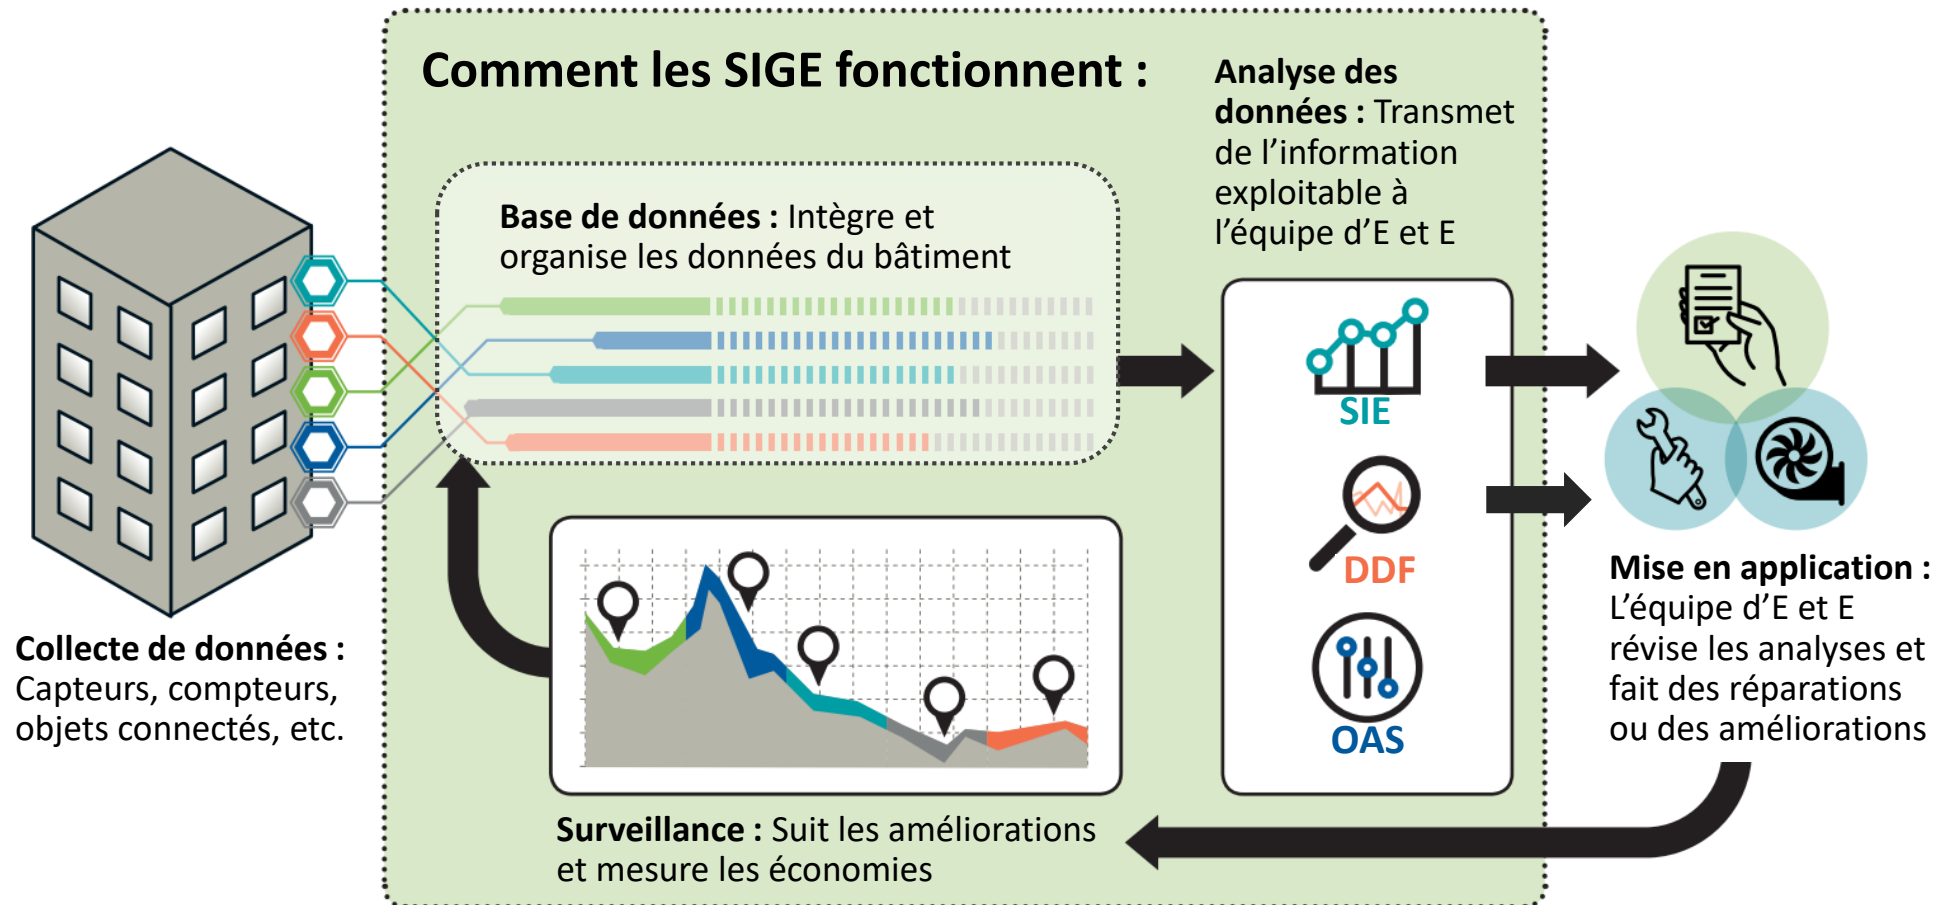 Comment les SIGE fonctionnent :
Collecte de données :
Capteurs, compteurs,
objets connectés, etc.
Base de données : Intègre et
organise les données du bâtiment
Analyse des
données : Transmet
de l’information
exploitable à
l’équipe d’E et E
SIE
DDF
OAS
Mise en application :
L’équipe d’E et E
révise les analyses et
fait des réparations
ou des améliorations
Surveillance : Suit les améliorations
et mesure les économies